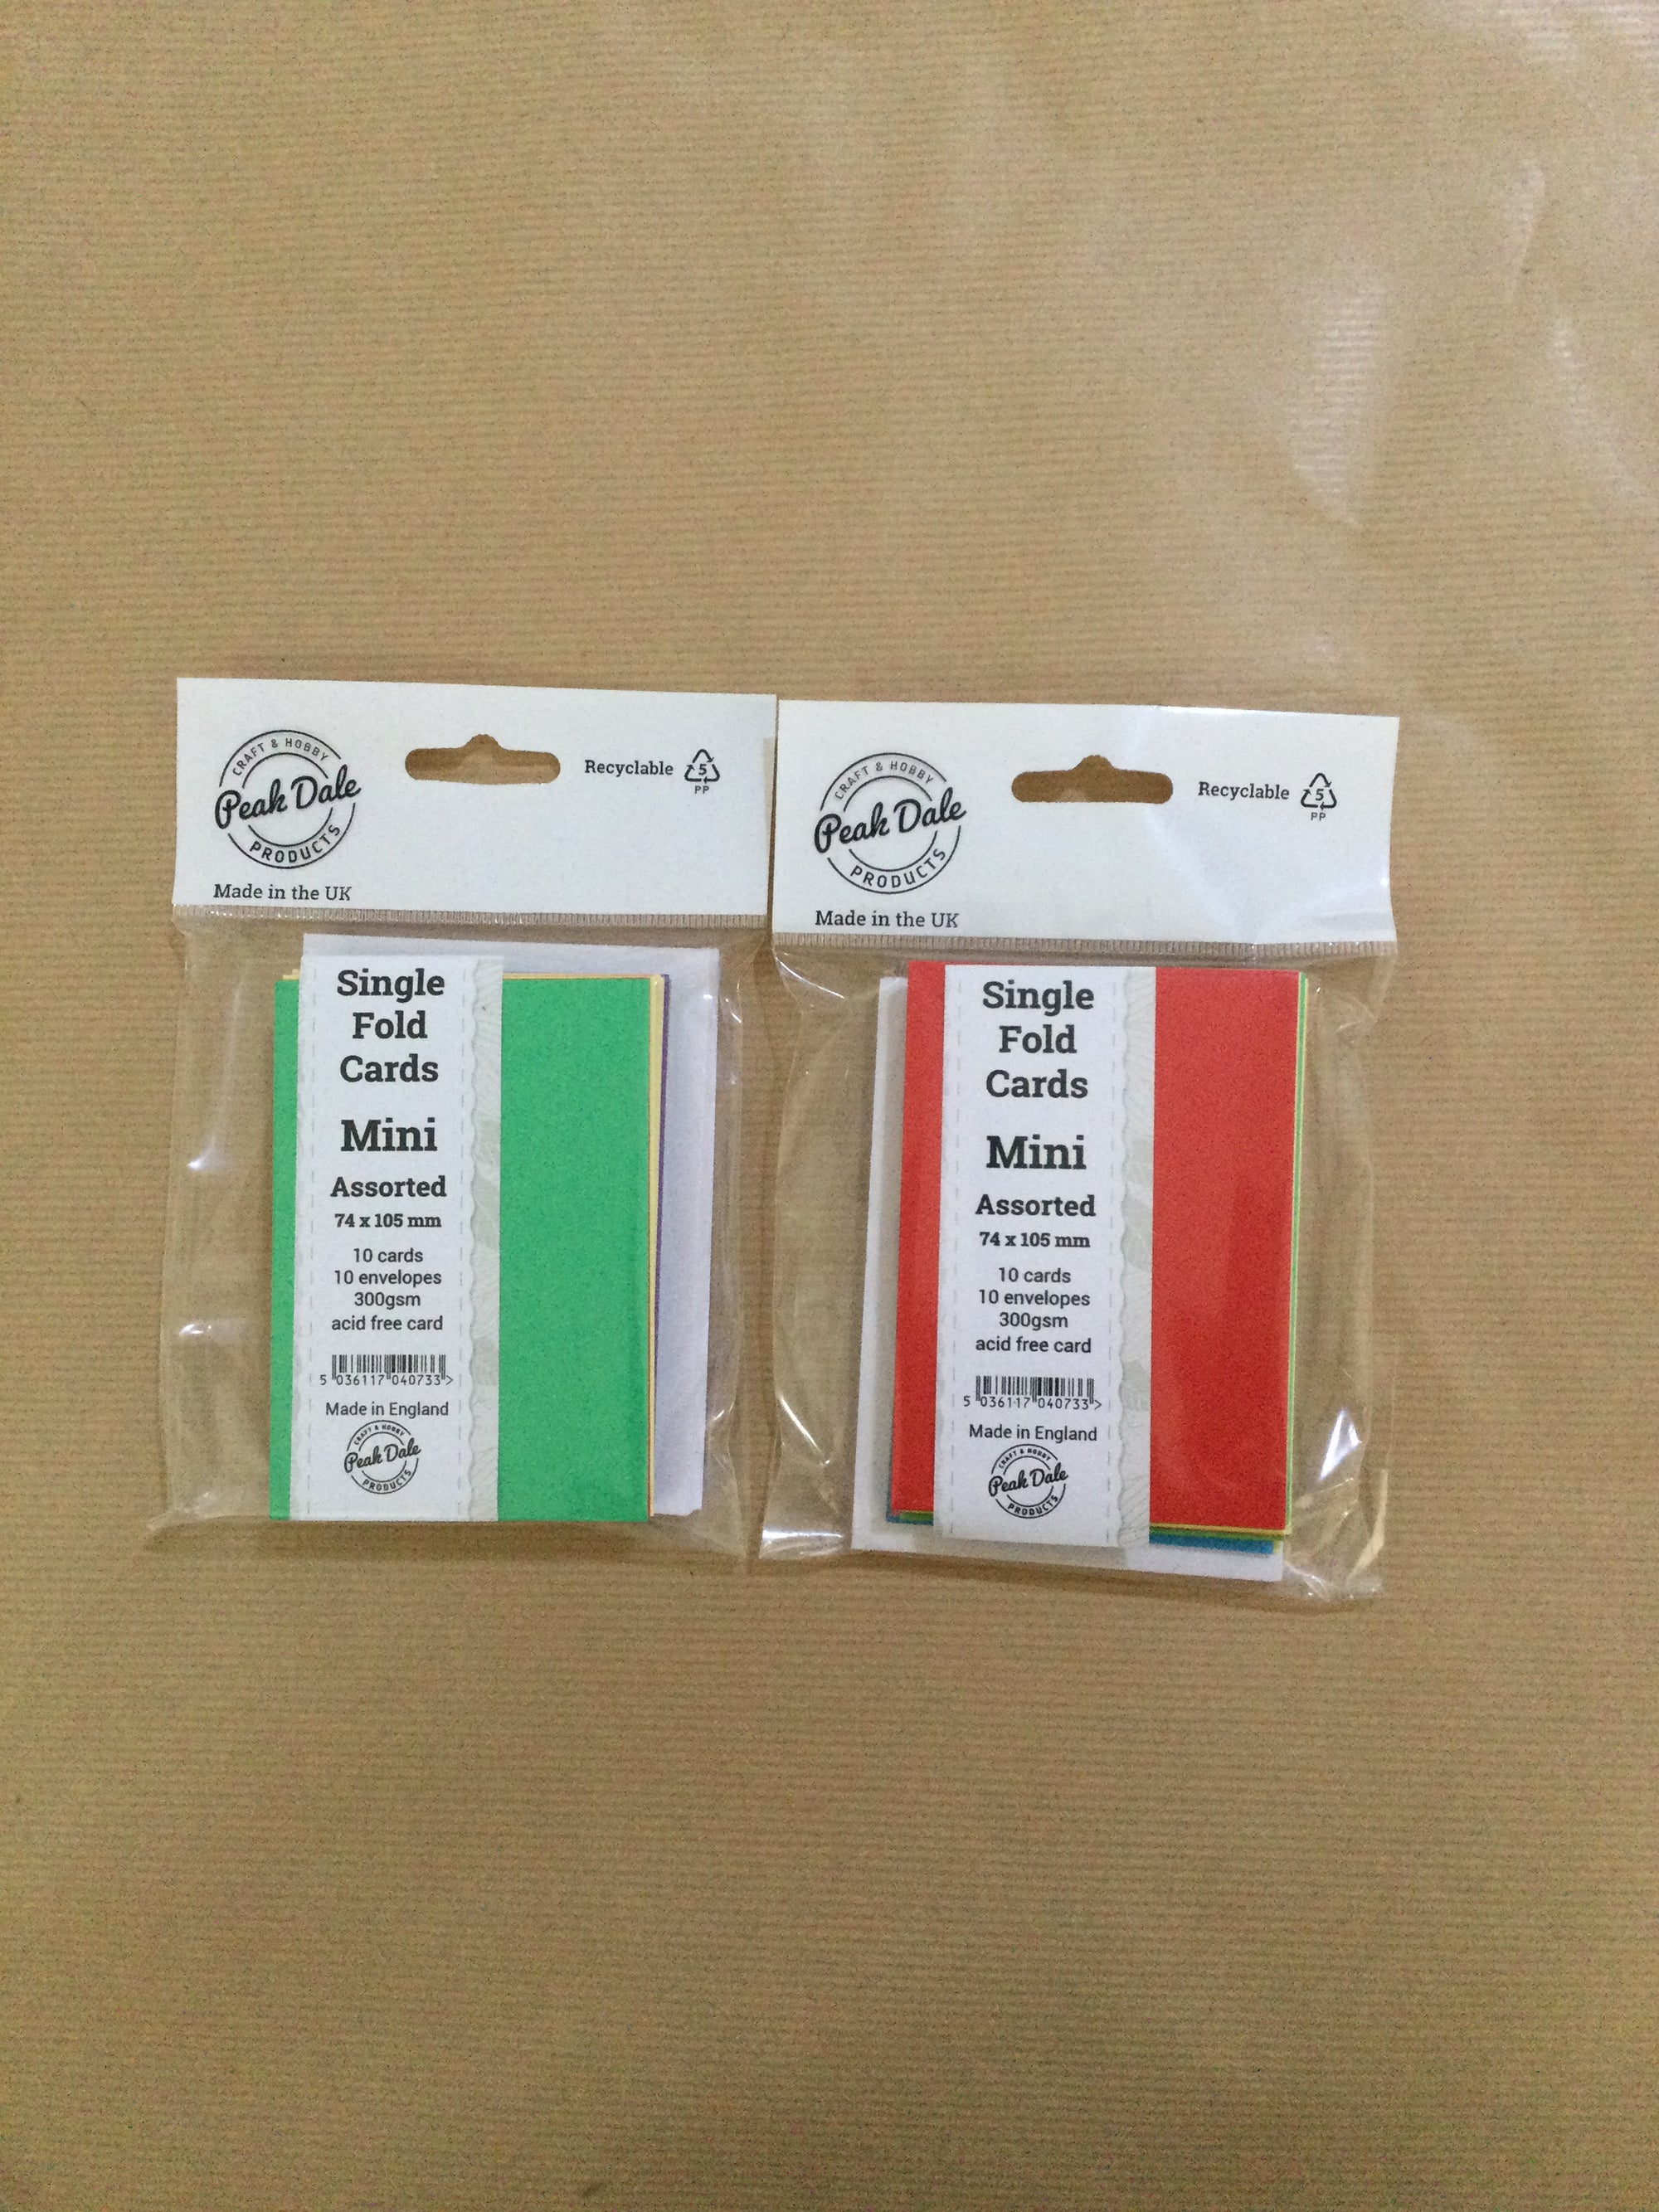 CRAFT & HOBBY
Peak Dale
PRODUCTS
Made in the UK
Recyclable
5
PP
Single
Fold
Cards
Mini
Assorted
74 x 105 mm
10 cards
10 envelopes
300gsm
acid free card
5 036117 040733>
Made in England
CRAFT & HOBBY
Peak Dale
PRODUCTS
CRAFT & HOBBY
Peak Dale
PRODUCTS
Made in the UK
Recyclable
5
PP
Single
Fold
Cards
Mini
Assorted
74 x 105 mm
10 cards
10 envelopes
300gsm
acid free card
5 036117 040733>
Made in England
CRAFT & HOBBY
Peak Dale
PRODUCTS